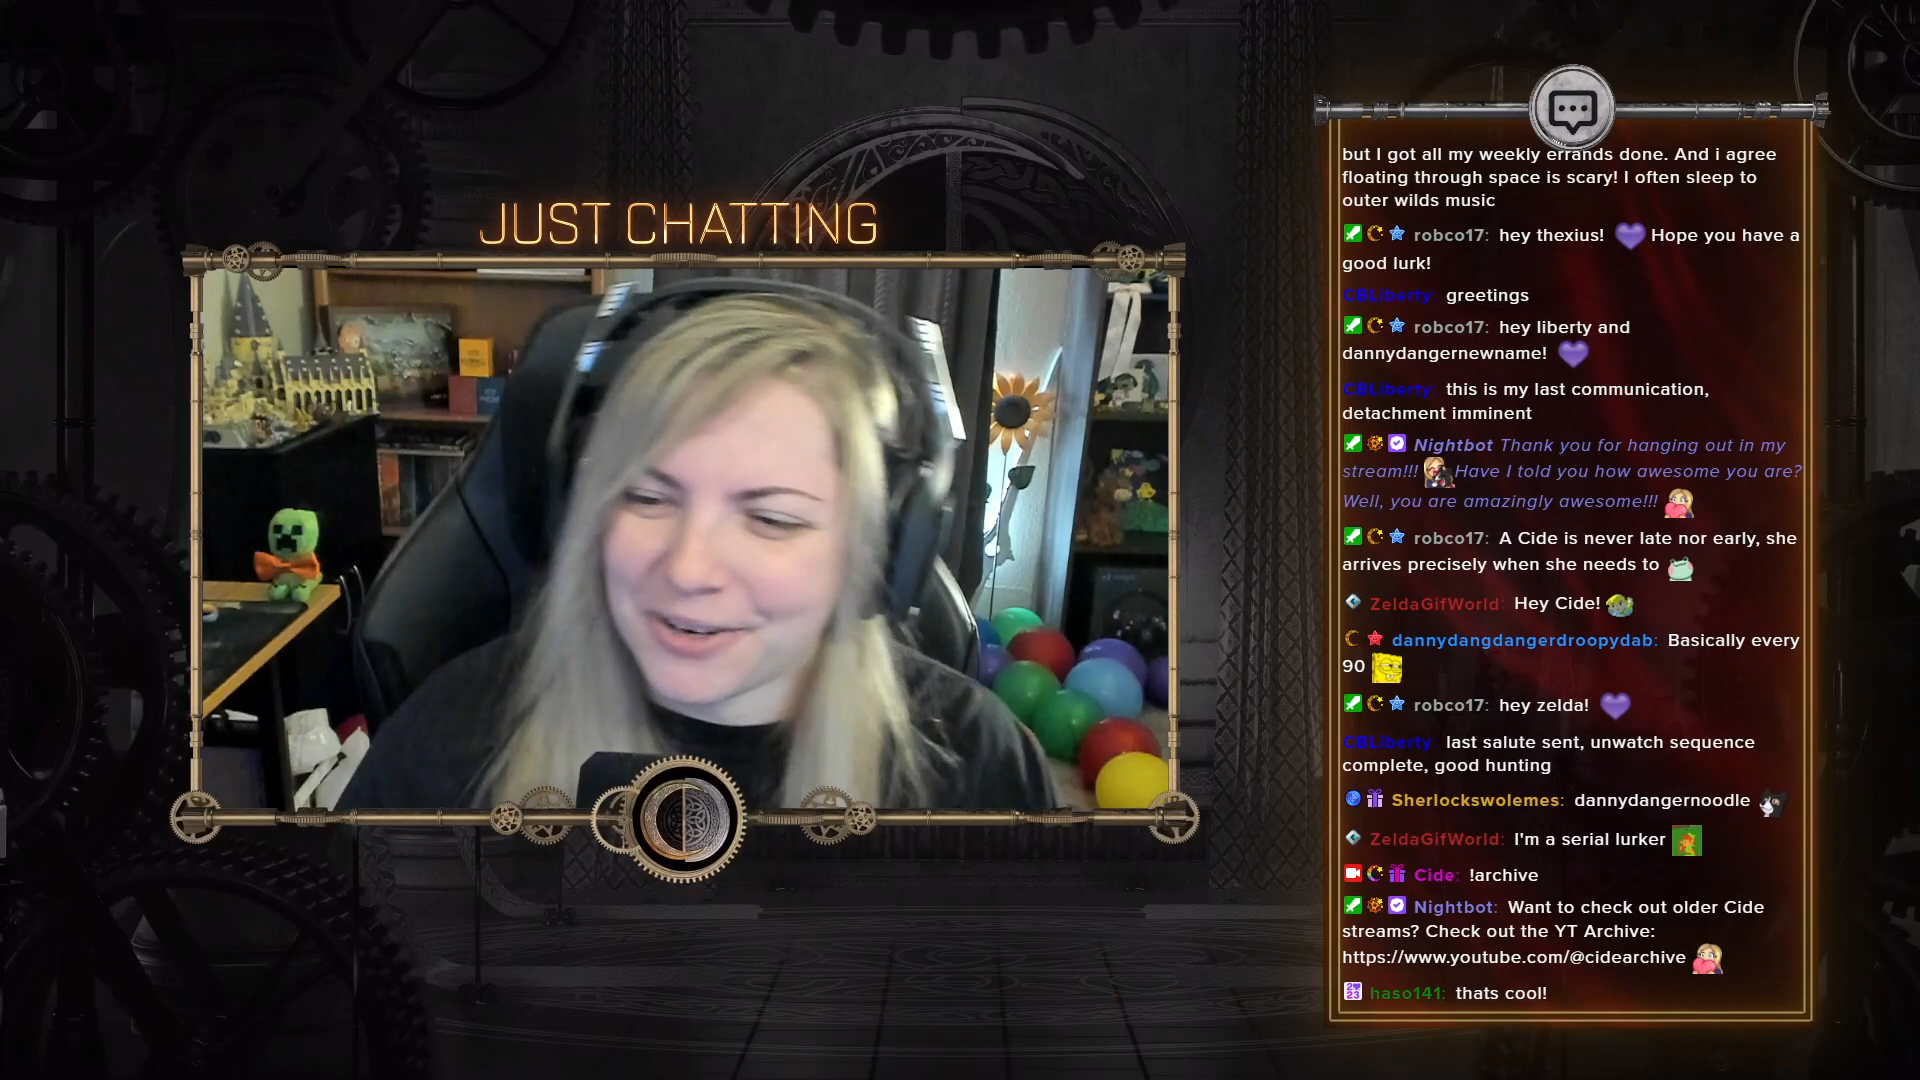 JUST CHATTING
but I got all my weekly errands done. And i agree
floating through space is scary! I often sleep to
outer wilds music
robco17: hey thexius! Hope you have a
good lurk!
CBLiberty: greetings
robco17: hey liberty and
dannydangernewname!
CBLiberty: this is my last communication,
detachment imminent
Nightbot Thank you for hanging out in my
stream!!! Have I told you how awesome you are?
Well, you are amazingly awesome!!!
robco17: A Cide is never late nor early, she
arrives precisely when she needs to
ZeldaGifWorld: Hey Cide!
dannydangdangerdroopydab: Basically every
90
robco17: hey zelda!
CBLiberty: last salute sent, unwatch sequence
complete, good hunting
Sherlockswolemes: dannydangernoodle
ZeldaGifWorld: I'm a serial lurker
Cide: !archive
Nightbot: Want to check out older Cide
streams? Check out the YT Archive:
https://www.youtube.com/@cidearchive
haso141: thats cool!